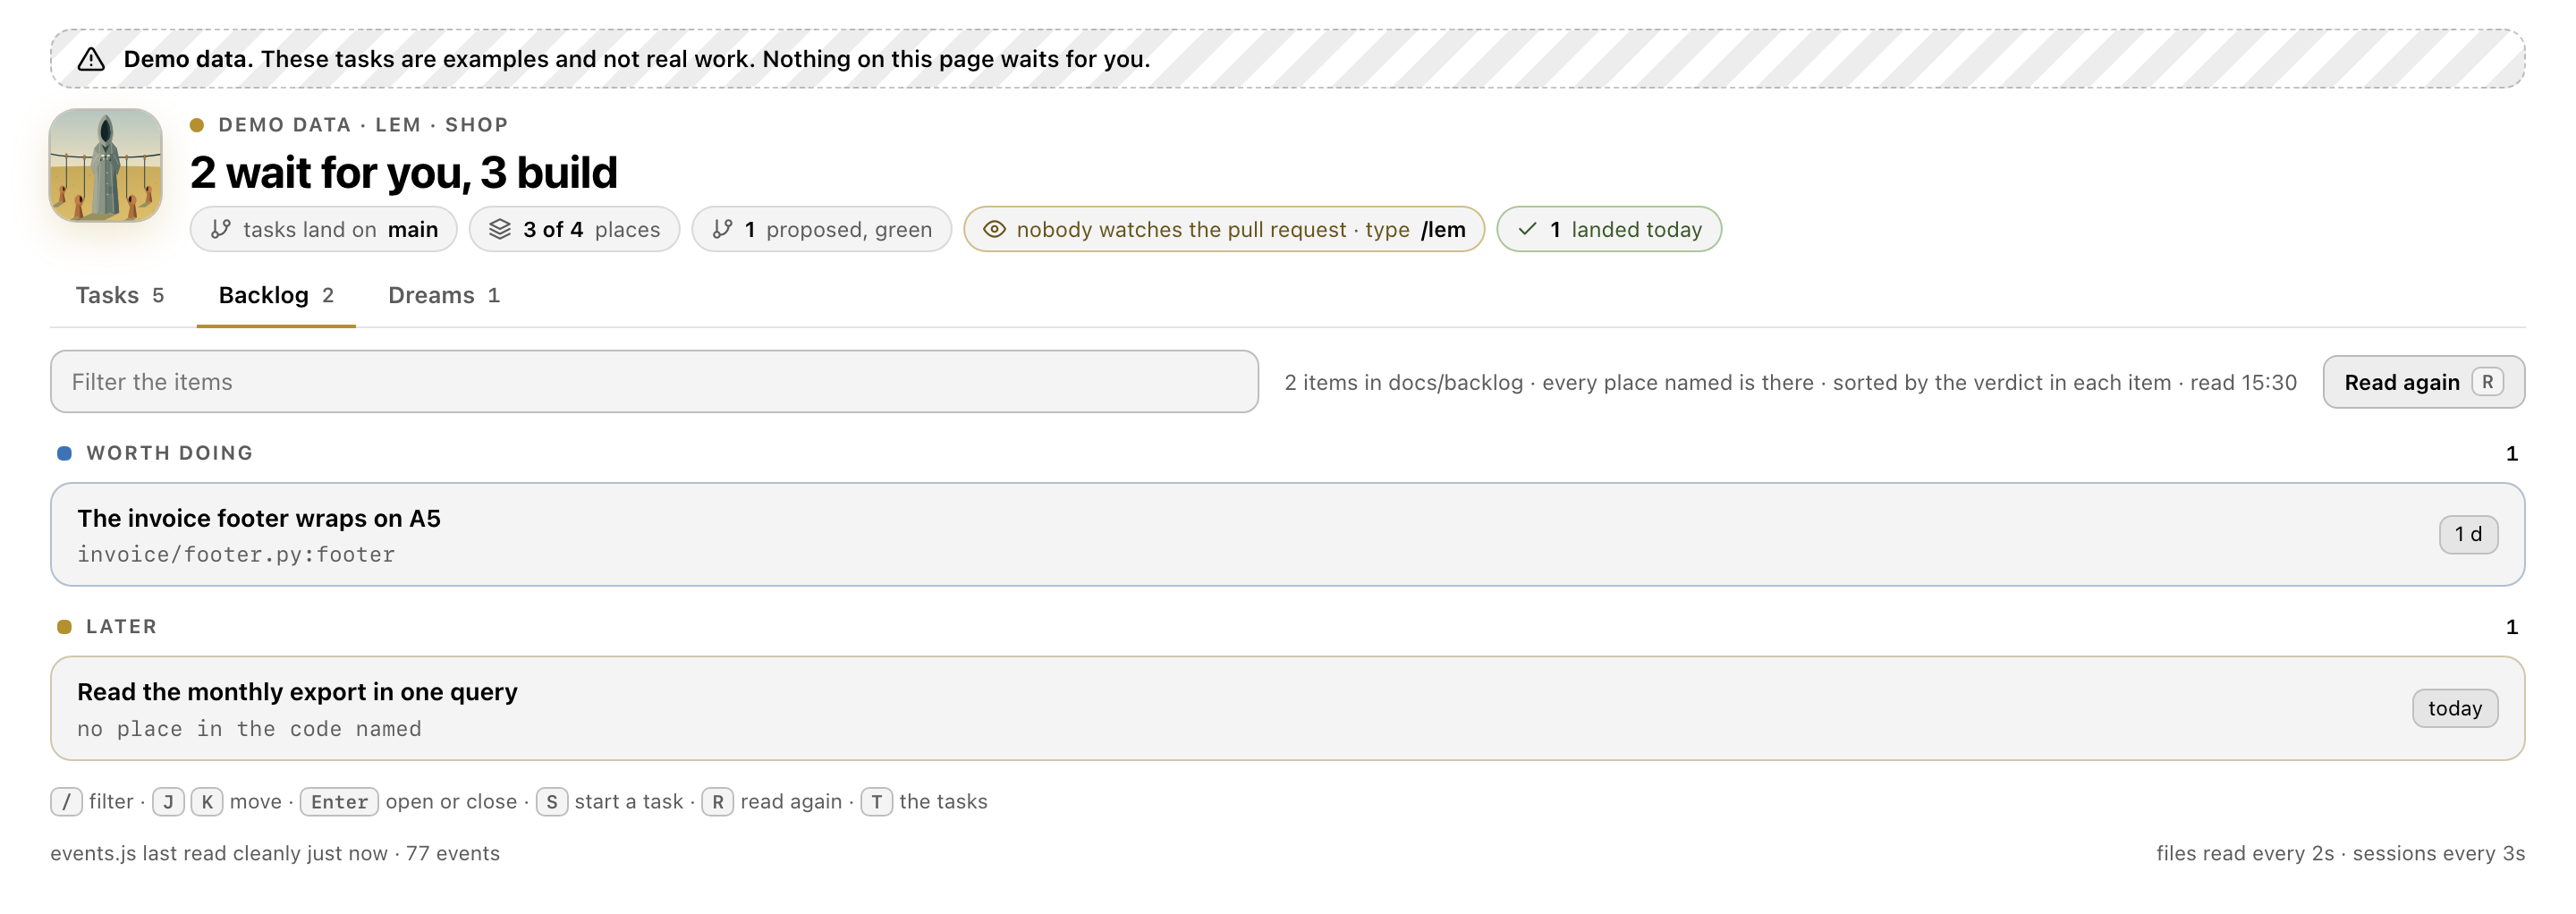 Demo data. These tasks are examples and not real work. Nothing on this page waits for you.
DEMO DATA · LEM · SHOP
2 wait for you, 3 build
tasks land on main 3 of 4 places 1 proposed, green nobody watches the pull request · type /lem 1 landed today
Tasks 5 Backlog 2 Dreams 1
Filter the items 2 items in docs/backlog · every place named is there · sorted by the verdict in each item · read 15:30 Read again R
WORTH DOING 1
The invoice footer wraps on A5
invoice/footer.py:footer
1 d
LATER 1
Read the monthly export in one query
no place in the code named
today
/ filter · J K move · Enter open or close · S start a task · R read again · T the tasks
events.js last read cleanly just now · 77 events files read every 2s · sessions every 3s